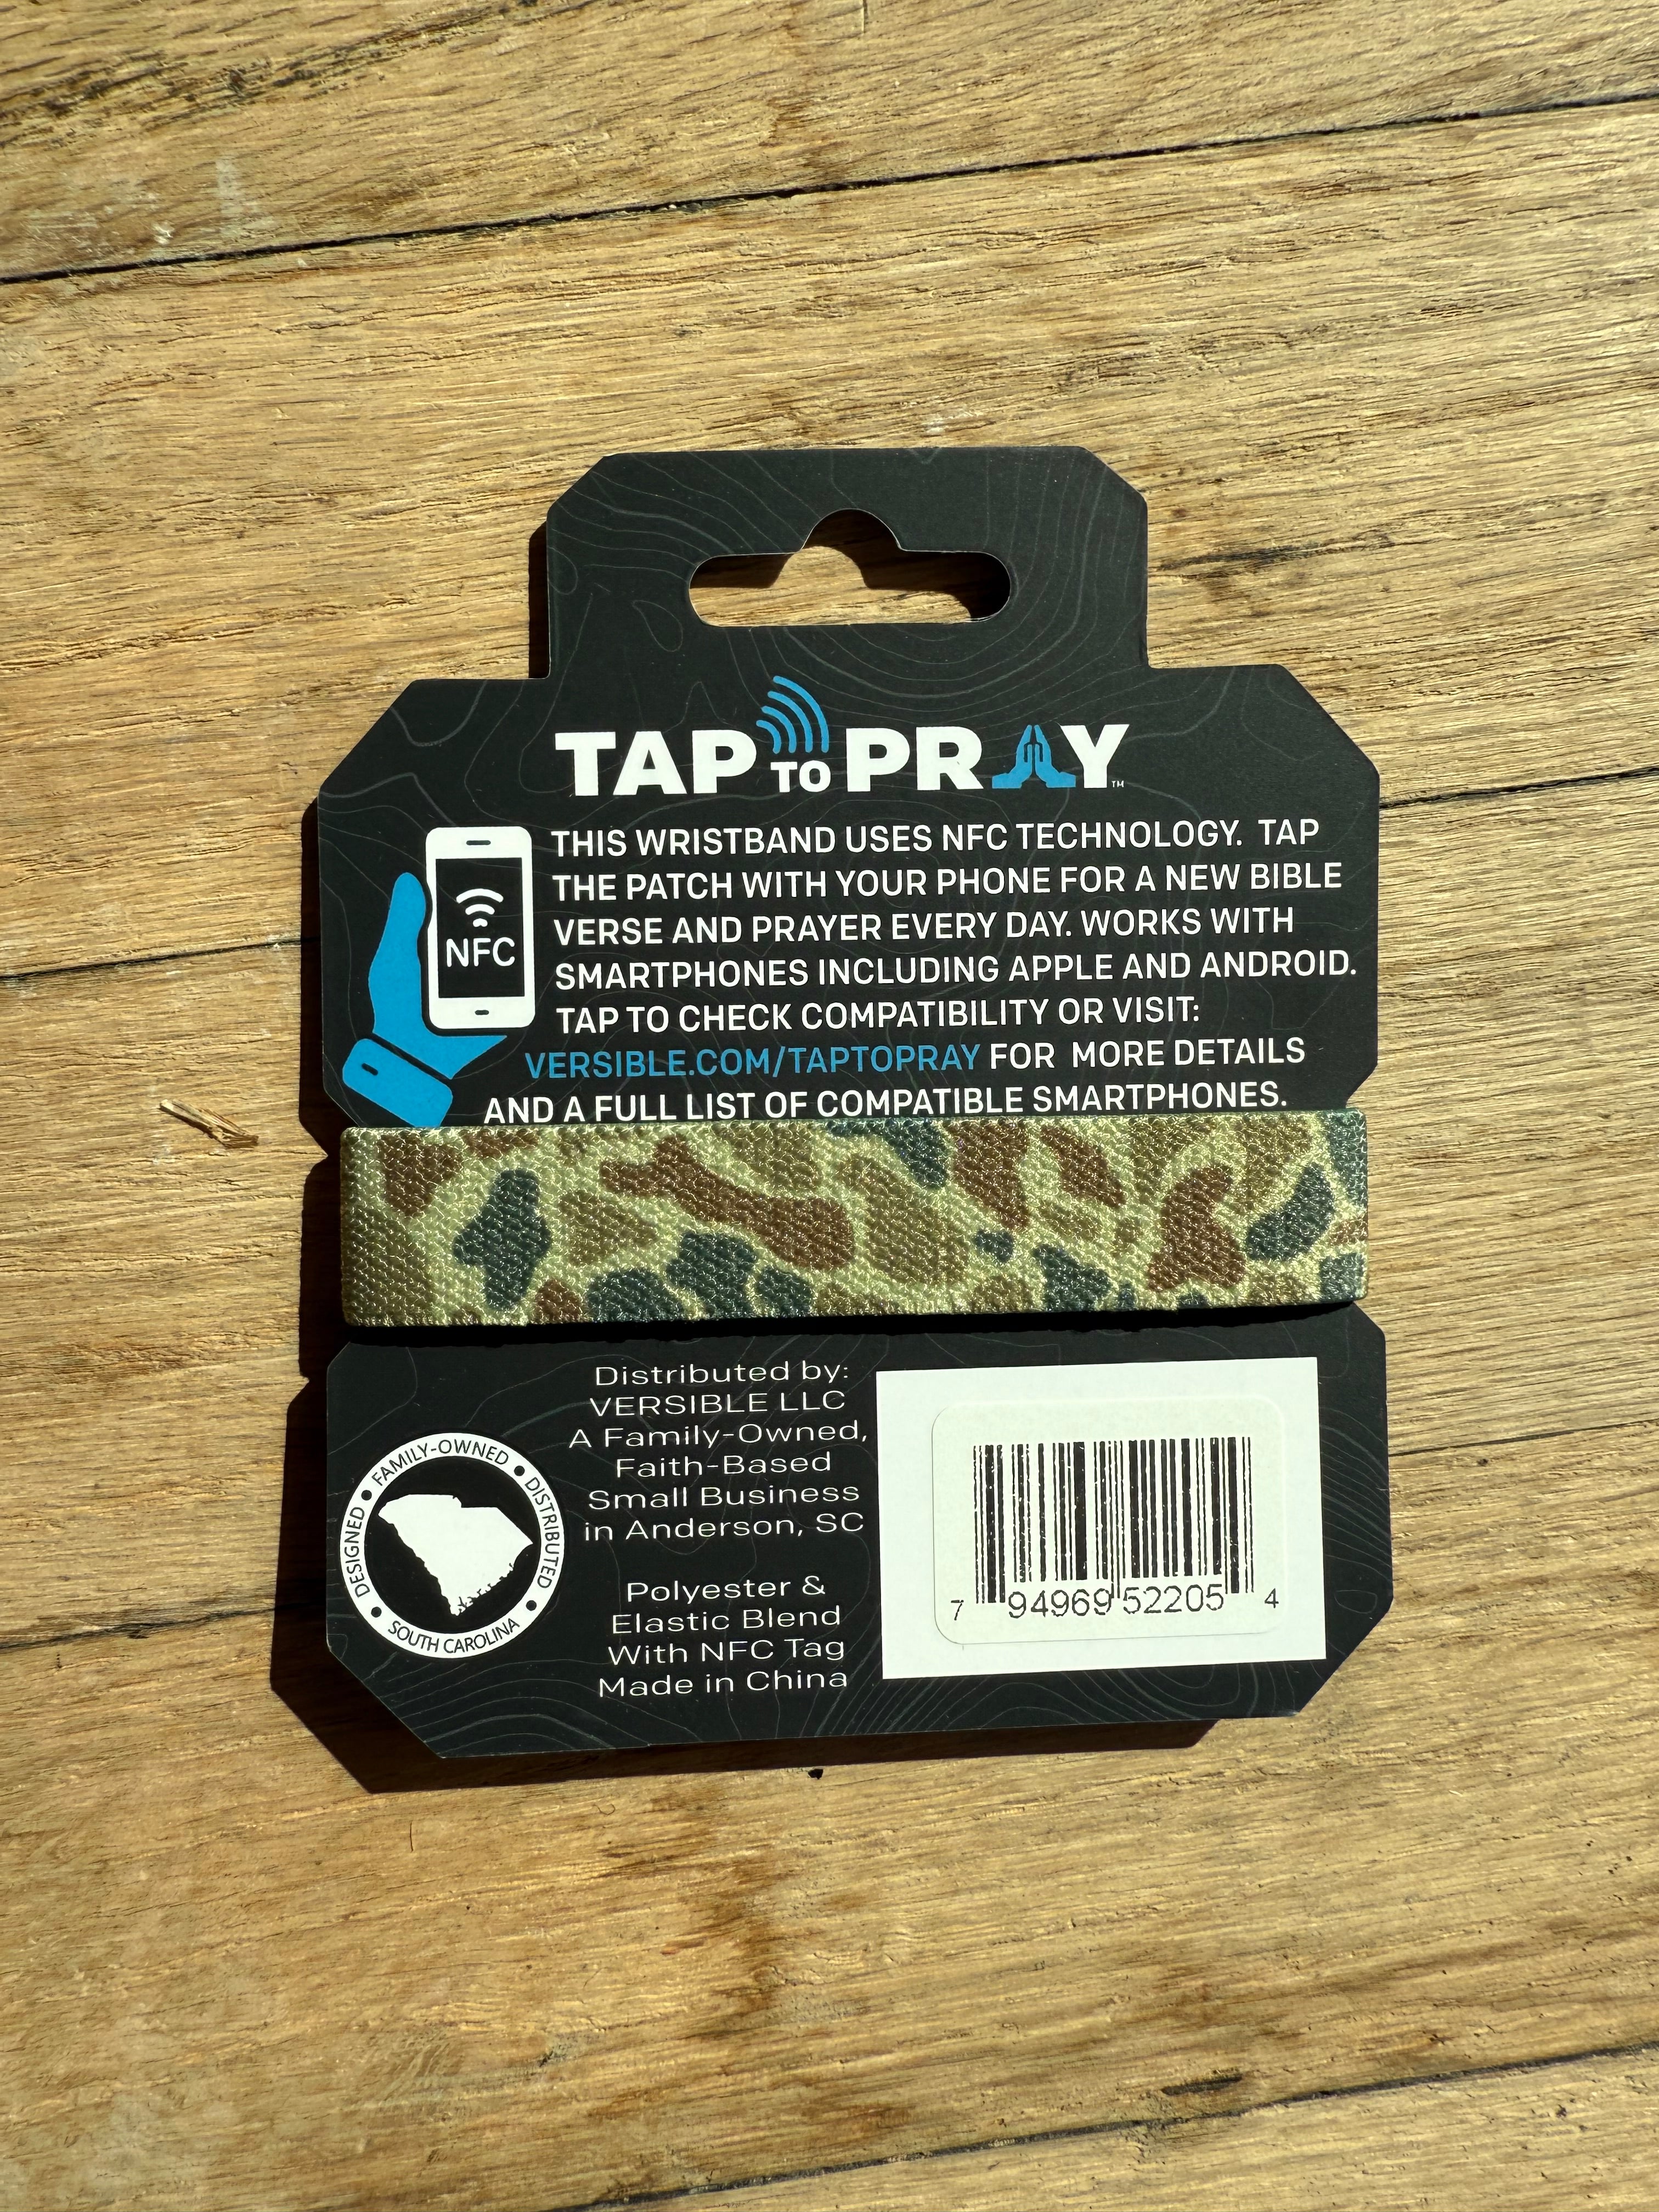 TAP TO PRAY™
THIS WRISTBAND USES NFC TECHNOLOGY. TAP
THE PATCH WITH YOUR PHONE FOR A NEW BIBLE
VERSE AND PRAYER EVERY DAY. WORKS WITH
SMARTPHONES INCLUDING APPLE AND ANDROID.
TAP TO CHECK COMPATIBILITY OR VISIT:
VERSIBLE.COM/TAPTOPRAY FOR MORE DETAILS
AND A FULL LIST OF COMPATIBLE SMARTPHONES.
NFC
DESIGNED • FAMILY-OWNED • DISTRIBUTED • SOUTH CAROLINA •
Distributed by:
VERSIBLE LLC
A Family-Owned,
Faith-Based
Small Business
in Anderson, SC
Polyester &
Elastic Blend
With NFC Tag
Made in China
7 94969 52205 4